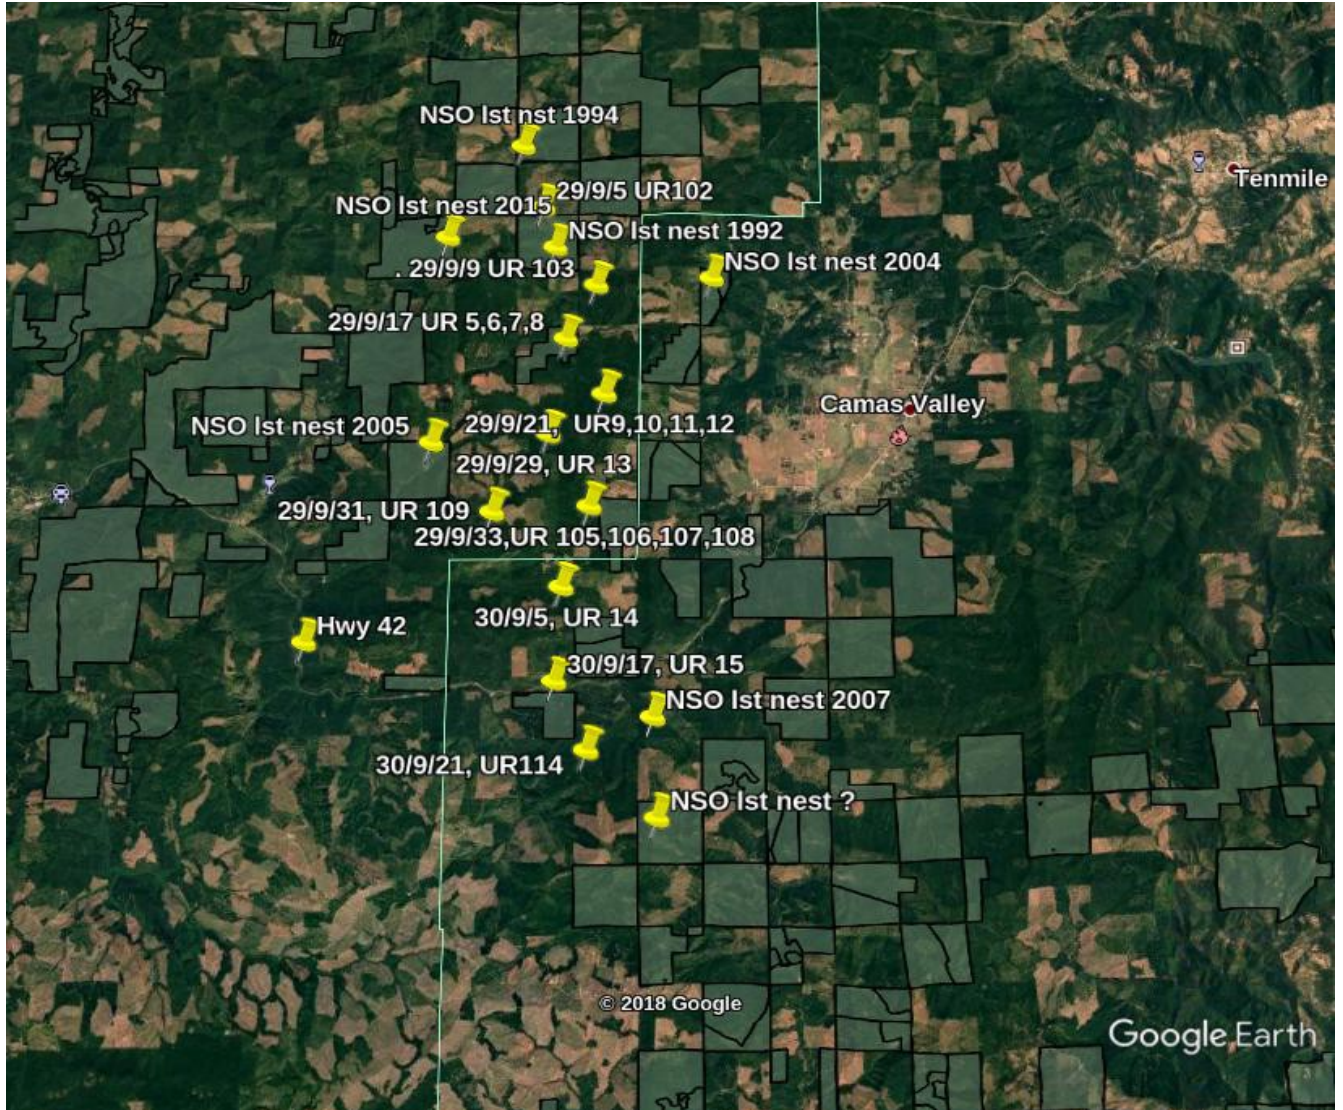 NSO lst nst 1994
Tenmile
29/9/5 UR102
NSO lst nest 2015
NSO lst nest 1992
NSO lst nest 2004
. 29/9/9 UR 103
29/9/17 UR 5,6,7,8
Camas Valley
29/9/21, UR9,10,11,12
NSO lst nest 2005
29/9/29, UR 13
29/9/31, UR 109
29/9/33,UR 105,106,107,108
30/9/5, UR 14
Hwy 42
30/9/17, UR 15
NSO lst nest 2007
30/9/21, UR114
NSO lst nest ?
© 2018 Google
Google Earth